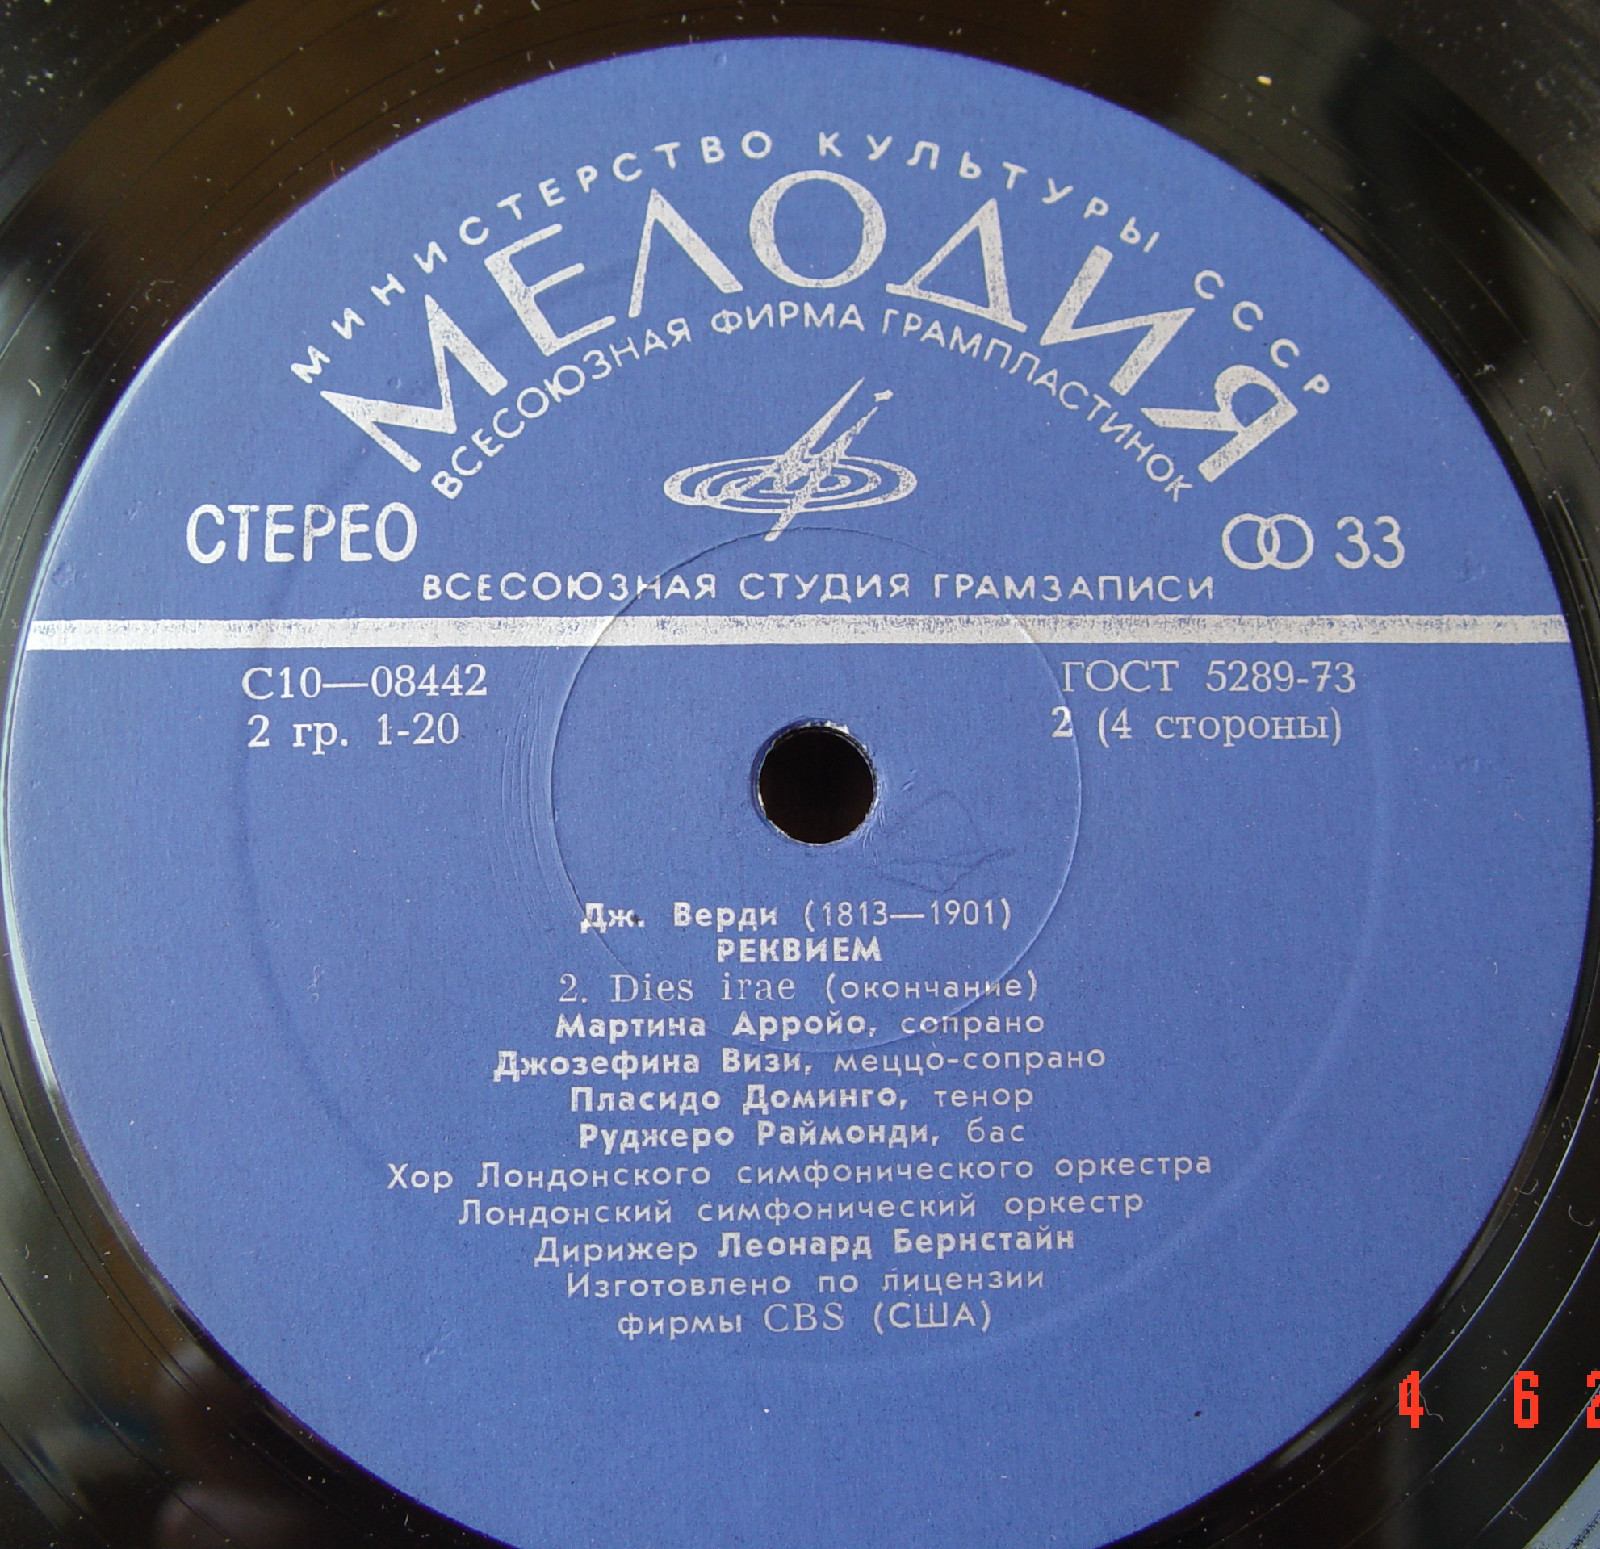 МИНИСТЕРСТВО КУЛЬТУРЫ СССР
МЕЛОДИЯ
ВСЕСОЮЗНАЯ ФИРМА ГРАМПЛАСТИНОК
СТЕРЕО
33
ВСЕСОЮЗНАЯ СТУДИЯ ГРАМЗАПИСИ
С10—08442
ГОСТ 5289-73
2 гр. 1-20
2 (4 стороны)
Дж. Верди (1813—1901)
РЕКВИЕМ
2. Dies irae (окончание)
Мартина Арройо, сопрано
Джозефина Визи, меццо-сопрано
Пласидо Доминго, тенор
Руджеро Раймонди, бас
Хор Лондонского симфонического оркестра
Лондонский симфонический оркестр
Дирижер Леонард Бернстайн
Изготовлено по лицензии
фирмы CBS (США)
4 6 2